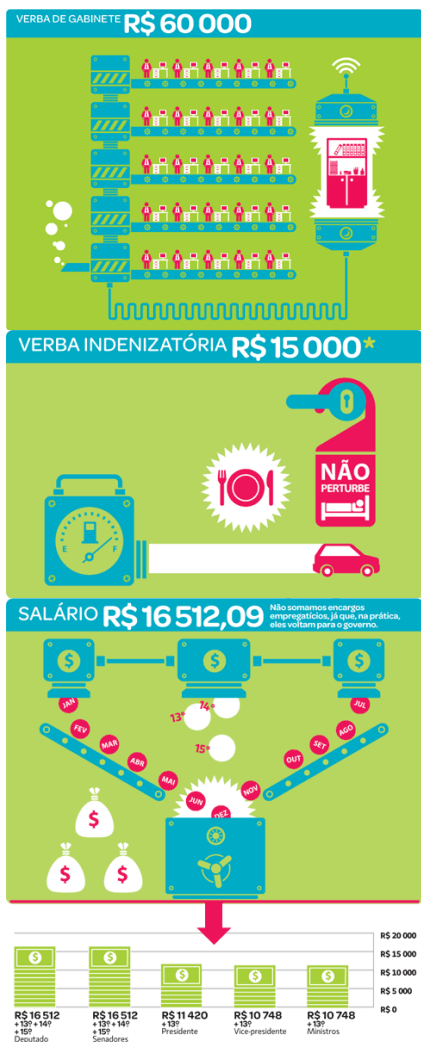 VERBA DE GABINETE R$ 60 000
VERBA INDENIZATÓRIA R$ 15 000*
NÃO
PERTURBE
E F
SALÁRIO R$ 16 512,09
Não somamos encargos
empregatícios, já que, na prática,
eles voltam para o governo.
$ $ $
JAN
FEV
MAR
ABR
MAI
JUN
JUL
AGO
SET
OUT
NOV
DEZ
13º
14º
15º
$
$ $
R$ 20 000
R$ 15 000
R$ 10 000
R$ 5 000
R$ 0
$ $ $ $ $
R$ 16 512
+ 13º + 14º
+ 15º
Deputado
R$ 16 512
+ 13º + 14º
+ 15º
Senadores
R$ 11 420
+ 13º
Presidente
R$ 10 748
+ 13º
Vice-presidente
R$ 10 748
+ 13º
Ministros